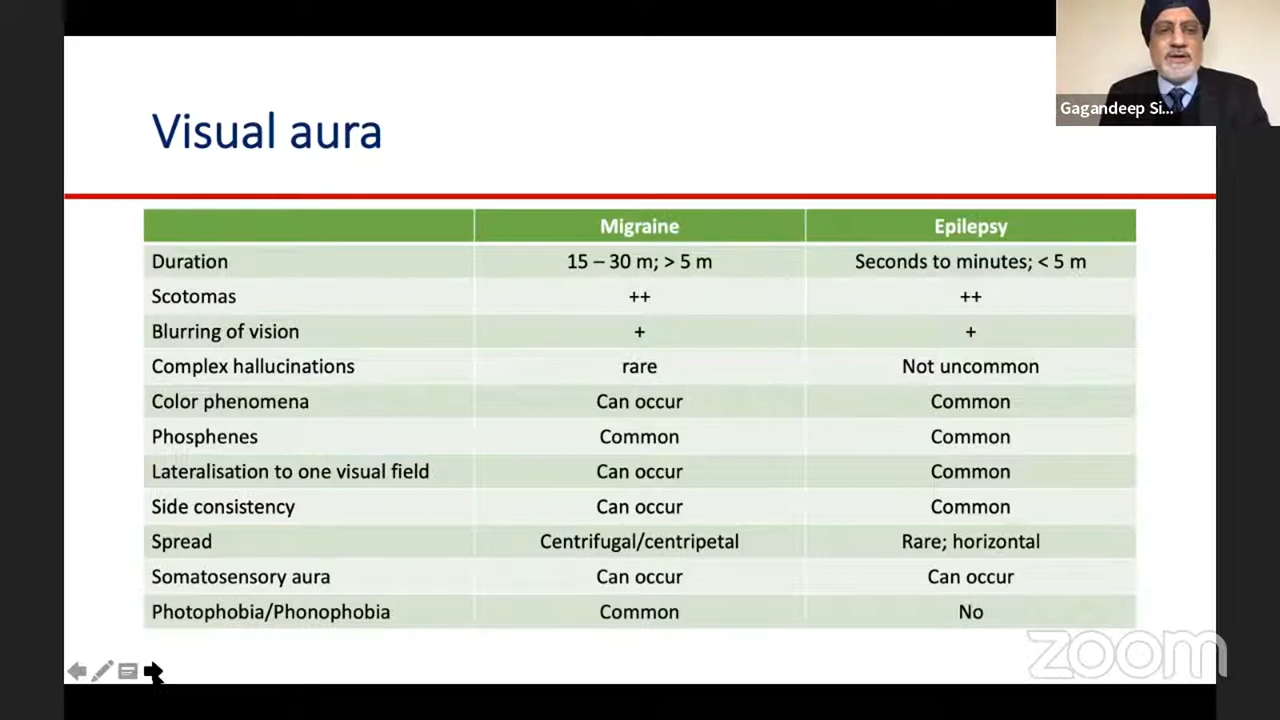 Gagandeep Si...
Visual aura
Migraine Epilepsy
Duration 15 – 30 m; > 5 m Seconds to minutes; < 5 m
Scotomas ++ ++
Blurring of vision + +
Complex hallucinations rare Not uncommon
Color phenomena Can occur Common
Phosphenes Common Common
Lateralisation to one visual field Can occur Common
Side consistency Can occur Common
Spread Centrifugal/centripetal Rare; horizontal
Somatosensory aura Can occur Can occur
Photophobia/Phonophobia Common No
zoom